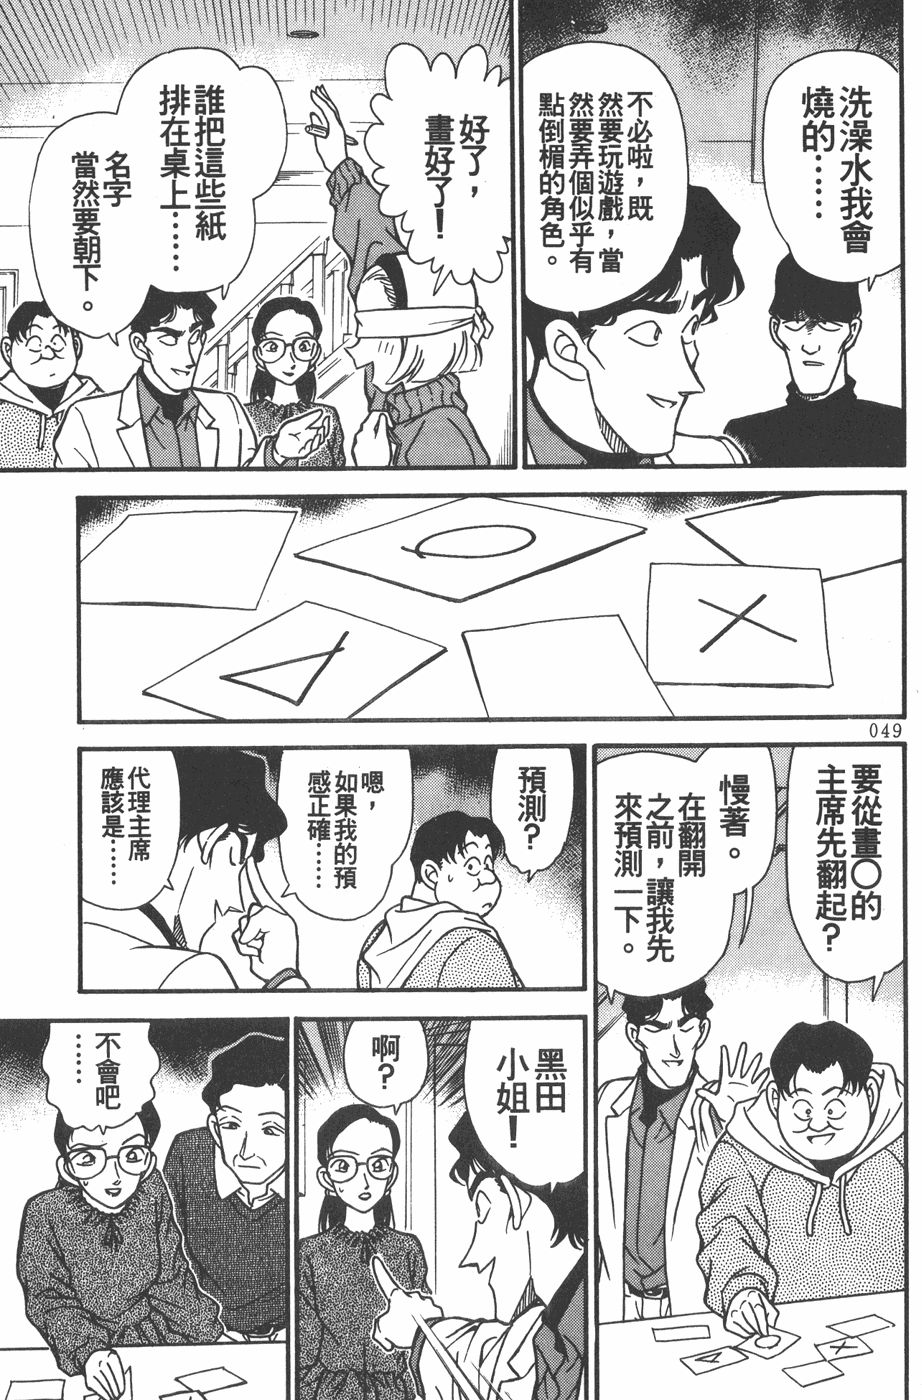 洗澡水我會
燒的……
不必啦，既
然要玩遊戲，當
然要弄個似乎有
點倒楣的角色。
好了，
畫好了！
誰把這些紙
排在桌上……
名字
當然要朝下。
049
要從畫○的
主席先翻起？
慢著。
在翻開
之前，讓我先
來預測一下。
預測？
嗯，
如果我的預
感正確……
代理主席
應該是……
黑田
小姐！
啊？
不會吧
……